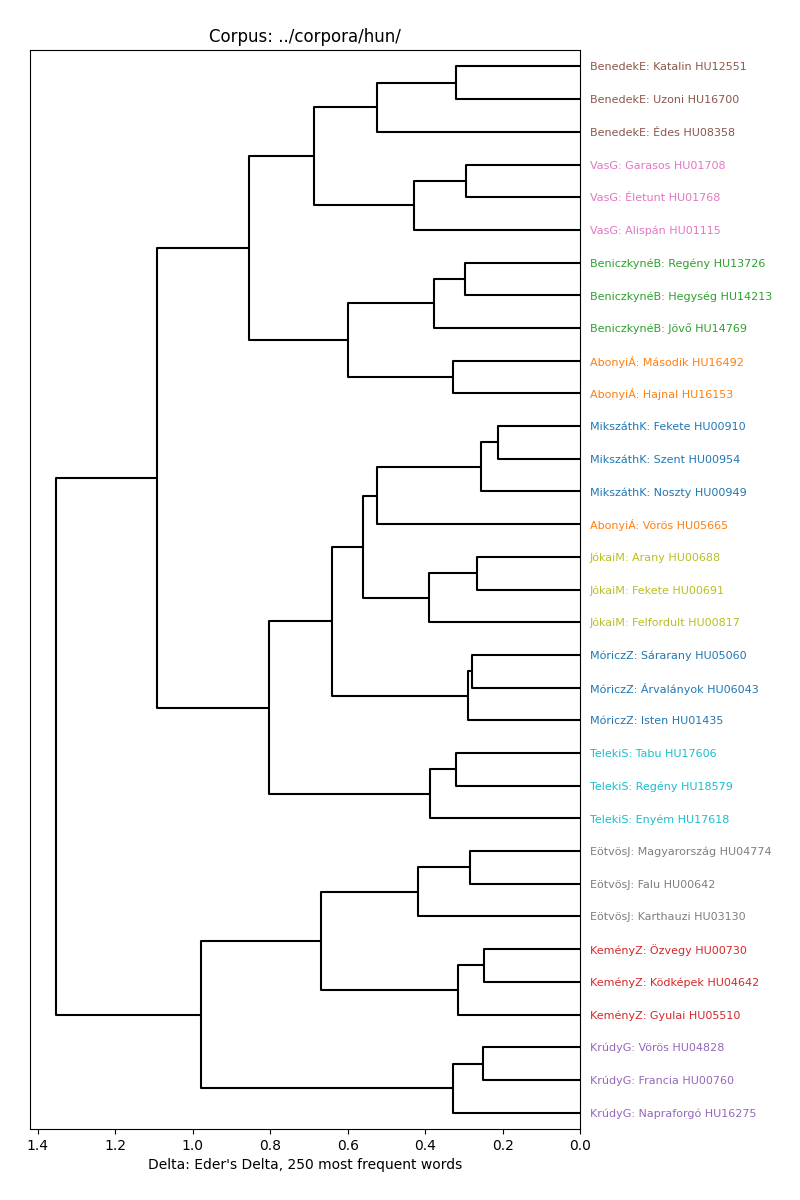 Corpus: ../corpora/hun/
BenedekE: Katalin HU12551
BenedekE: Uzoni HU16700
BenedekE: Édes HU08358
VasG: Garasos HU01708
VasG: Életunt HU01768
VasG: Alispán HU01115
BeniczkynéB: Regény HU13726
BeniczkynéB: Hegység HU14213
BeniczkynéB: Jövő HU14769
AbonyiÁ: Második HU16492
AbonyiÁ: Hajnal HU16153
MikszáthK: Fekete HU00910
MikszáthK: Szent HU00954
MikszáthK: Noszty HU00949
AbonyiÁ: Vörös HU05665
JókaiM: Arany HU00688
JókaiM: Fekete HU00691
JókaiM: Felfordult HU00817
MóriczZ: Sárarany HU05060
MóriczZ: Árvalányok HU06043
MóriczZ: Isten HU01435
TelekiS: Tabu HU17606
TelekiS: Regény HU18579
TelekiS: Enyém HU17618
EötvösJ: Magyarország HU04774
EötvösJ: Falu HU00642
EötvösJ: Karthauzi HU03130
KeményZ: Özvegy HU00730
KeményZ: Ködképek HU04642
KeményZ: Gyulai HU05510
KrúdyG: Vörös HU04828
KrúdyG: Francia HU00760
KrúdyG: Napraforgó HU16275
1.4 1.2 1.0 0.8 0.6 0.4 0.2 0.0
Delta: Eder's Delta, 250 most frequent words